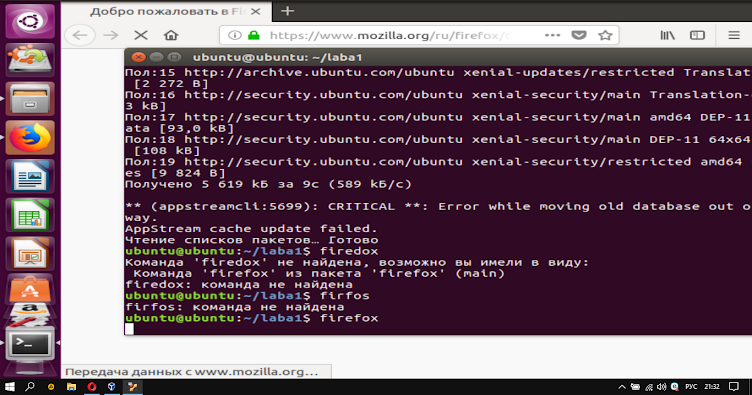 Добро пожаловать в Fi
https://www.mozilla.org/ru/firefox/
ubuntu@ubuntu: ~/laba1
Пол:15 http://archive.ubuntu.com/ubuntu xenial-updates/restricted Translat
[2 272 B]
Пол:16 http://security.ubuntu.com/ubuntu xenial-security/main Translation-
3 kB]
Пол:17 http://security.ubuntu.com/ubuntu xenial-security/main amd64 DEP-11
ata [93,0 kB]
Пол:18 http://security.ubuntu.com/ubuntu xenial-security/main DEP-11 64x64
[108 kB]
Пол:19 http://security.ubuntu.com/ubuntu xenial-security/restricted amd64
es [9 824 B]
Получено 5 619 kБ за 9с (589 kБ/c)
** (appstreamcli:5699): CRITICAL **: Error while moving old database out o
way.
AppStream cache update failed.
Чтение списков пакетов… Готово
ubuntu@ubuntu:~/laba1$ firedox
Команда 'firedox' не найдена, возможно вы имели в виду:
Команда 'firefox' из пакета 'firefox' (main)
firedox: команда не найдена
ubuntu@ubuntu:~/laba1$ firfos
firfos: команда не найдена
ubuntu@ubuntu:~/laba1$ firefox
Передача данных с www.mozilla.org…
РУС 21:32